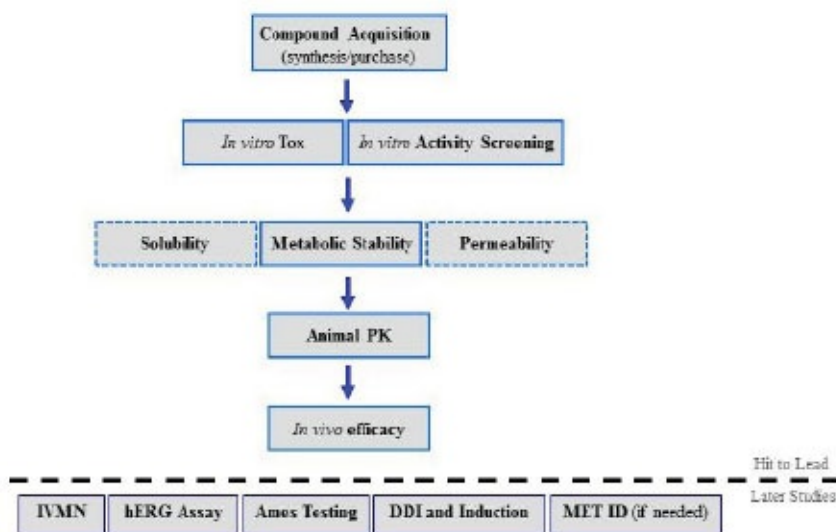 Compound Acquisition
(synthesis/purchase)
In vitro Tox
In vitro Activity Screening
Solubility
Metabolic Stability
Permeability
Animal PK
In vivo efficacy
Hit to Lead
Later Studies
IVMN
hERG Assay
Ames Testing
DDI and Induction
MET ID (if needed)